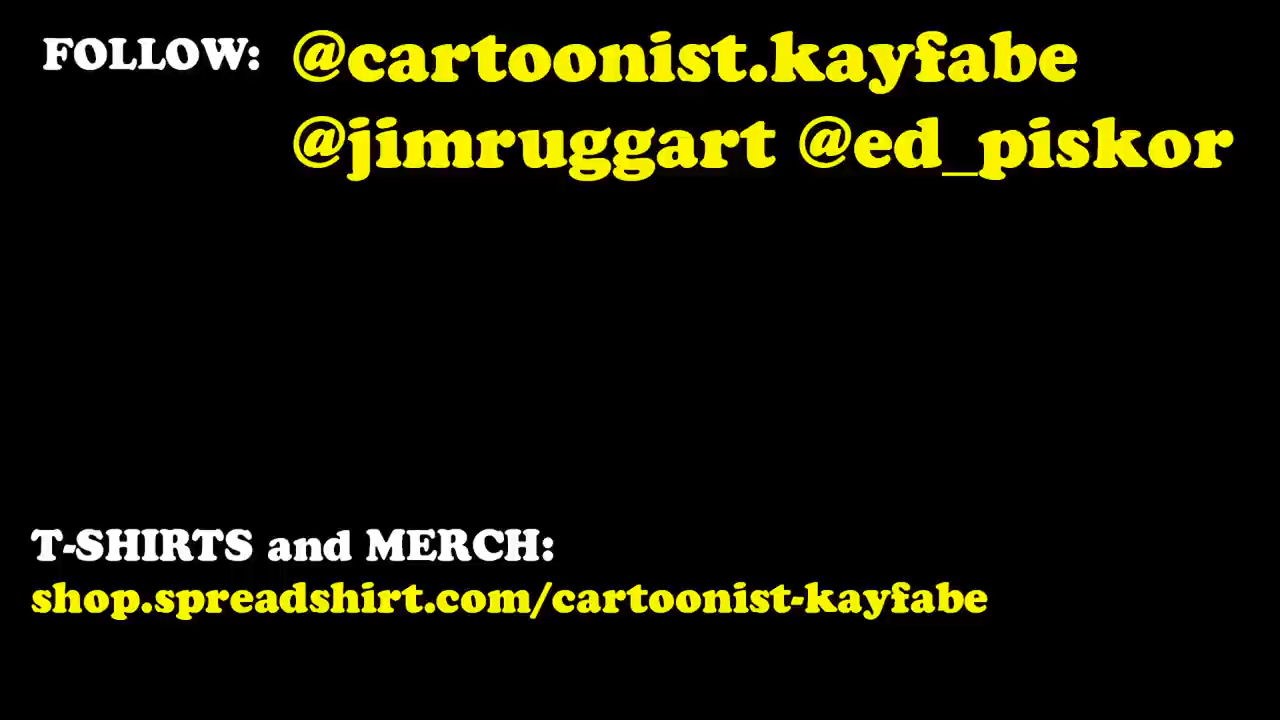 FOLLOW: @cartoonist.kayfabe
@jimruggart @ed_piskor
T-SHIRTS and MERCH:
shop.spreadshirt.com/cartoonist-kayfabe